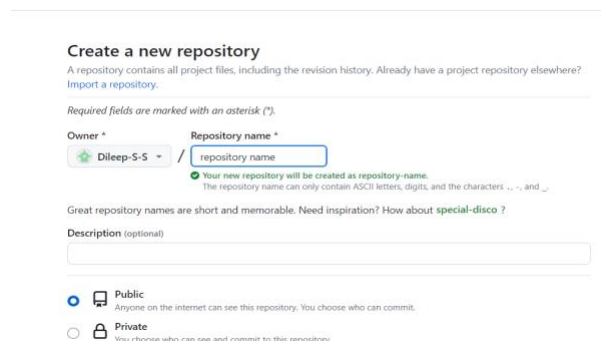 Create a new repository
A repository contains all project files, including the revision history. Already have a project repository elsewhere?
Import a repository.
Required fields are marked with an asterisk (*).
Owner * Repository name *
Dileep-S-S / repository name
Your new repository will be created as repository-name.
The repository name can only contain ASCII letters, digits, and the characters ., -, and _.
Great repository names are short and memorable. Need inspiration? How about special-disco ?
Description (optional)
Public
Anyone on the internet can see this repository. You choose who can commit.
Private
You choose who can see and commit to this repository.